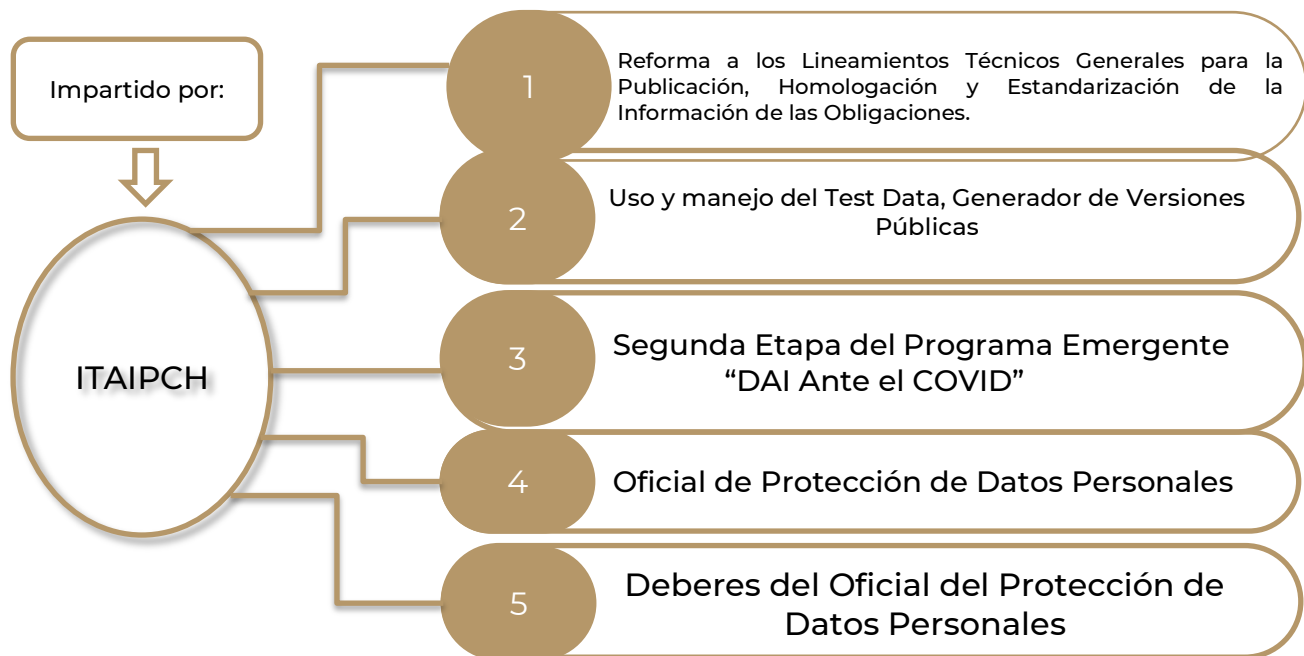 Impartido por:
ITAIPCH
1
Reforma a los Lineamientos Técnicos Generales para la
Publicación, Homologación y Estandarización de la
Información de las Obligaciones.
2
Uso y manejo del Test Data, Generador de Versiones
Públicas
3
Segunda Etapa del Programa Emergente
“DAI Ante el COVID”
4
Oficial de Protección de Datos Personales
5
Deberes del Oficial del Protección de
Datos Personales